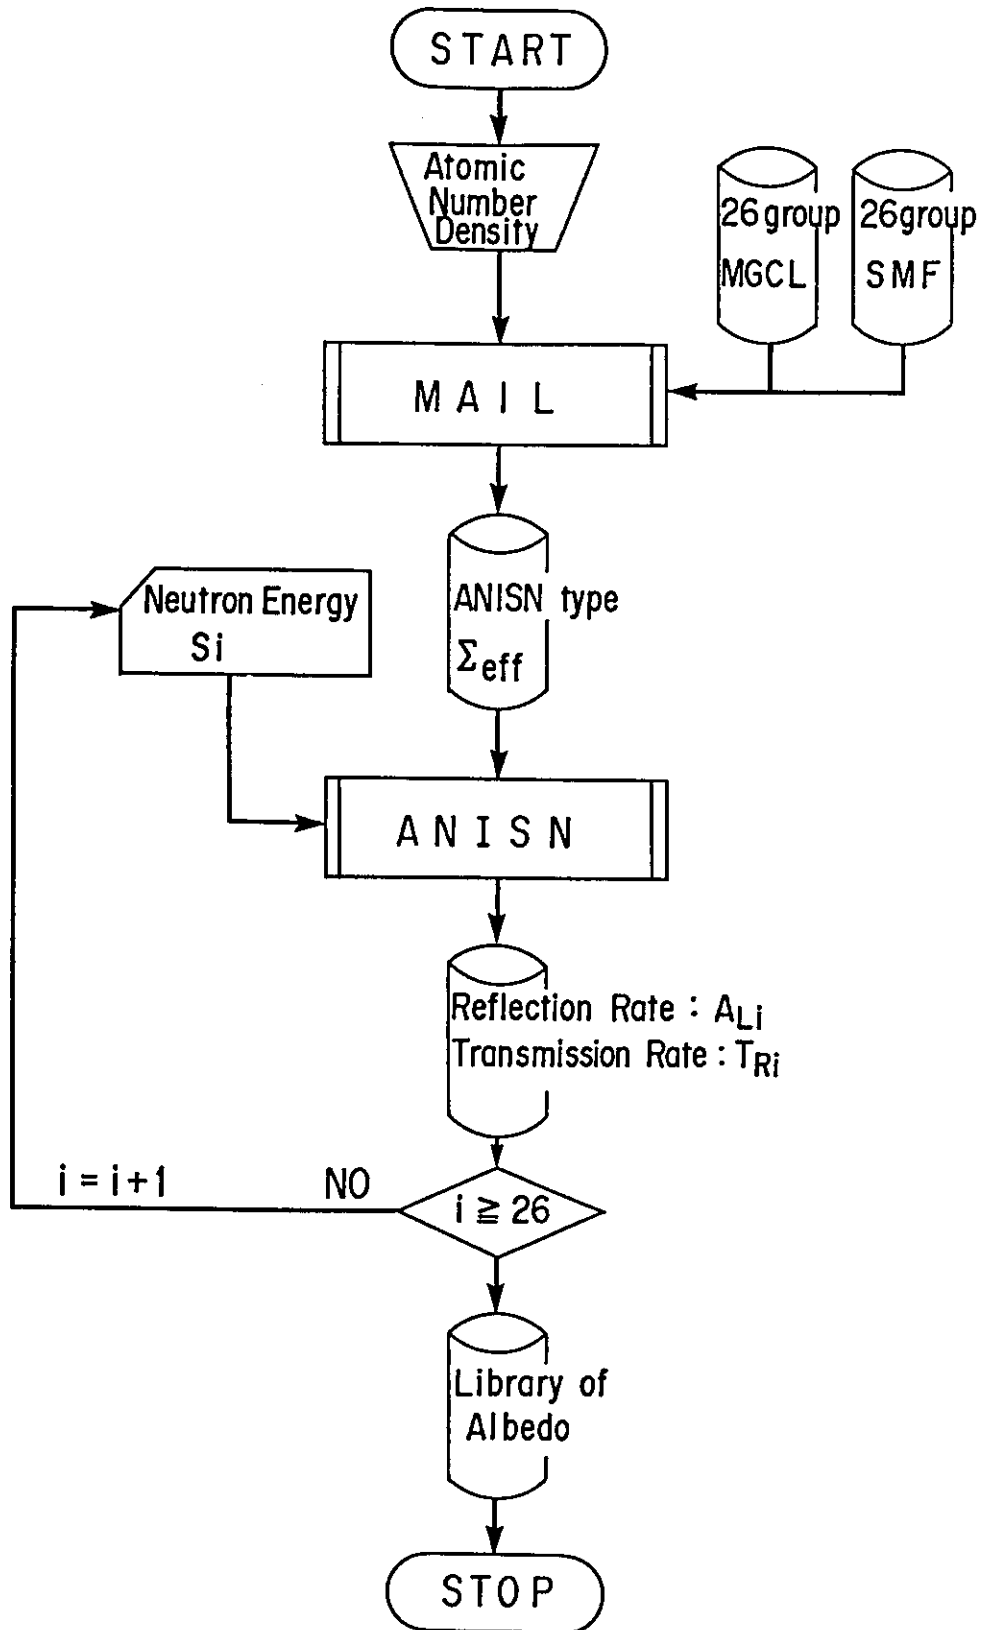 START
Atomic
Number
Density
26 group
MGCL
26group
SMF
MAIL
ANISN type
Σeff
Neutron Energy
Si
ANISN
Reflection Rate : ALi
Transmission Rate : TRi
i = i+1
NO
i ≧ 26
Library of
Albedo
STOP